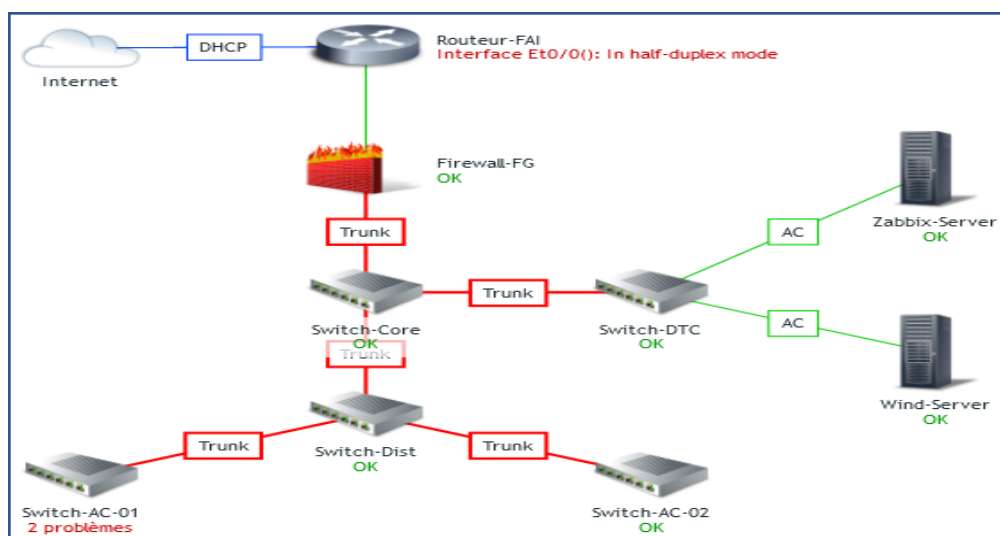 DHCP
Routeur-FAI
Interface Et0/0(): In half-duplex mode
Internet
Firewall-FG
OK
Trunk
AC
Zabbix-Server
OK
Trunk
Switch-Core
OK
Switch-DTC
OK
AC
Trunk
Wind-Server
OK
Trunk
Switch-Dist
OK
Trunk
Switch-AC-01
2 problèmes
Switch-AC-02
OK